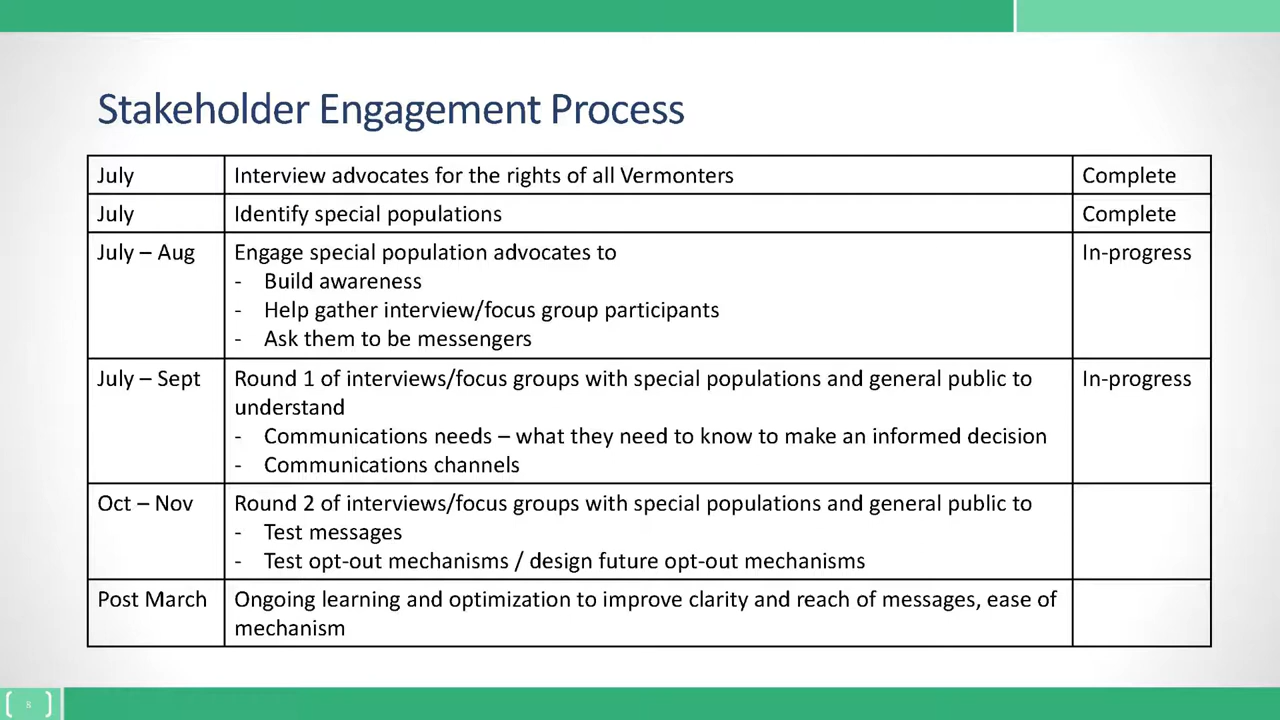 Stakeholder Engagement Process
July Interview advocates for the rights of all Vermonters Complete
July Identify special populations Complete
July – Aug Engage special population advocates to In-progress
- Build awareness
- Help gather interview/focus group participants
- Ask them to be messengers
July – Sept Round 1 of interviews/focus groups with special populations and general public to In-progress
understand
- Communications needs – what they need to know to make an informed decision
- Communications channels
Oct – Nov Round 2 of interviews/focus groups with special populations and general public to
- Test messages
- Test opt-out mechanisms / design future opt-out mechanisms
Post March Ongoing learning and optimization to improve clarity and reach of messages, ease of
mechanism
8